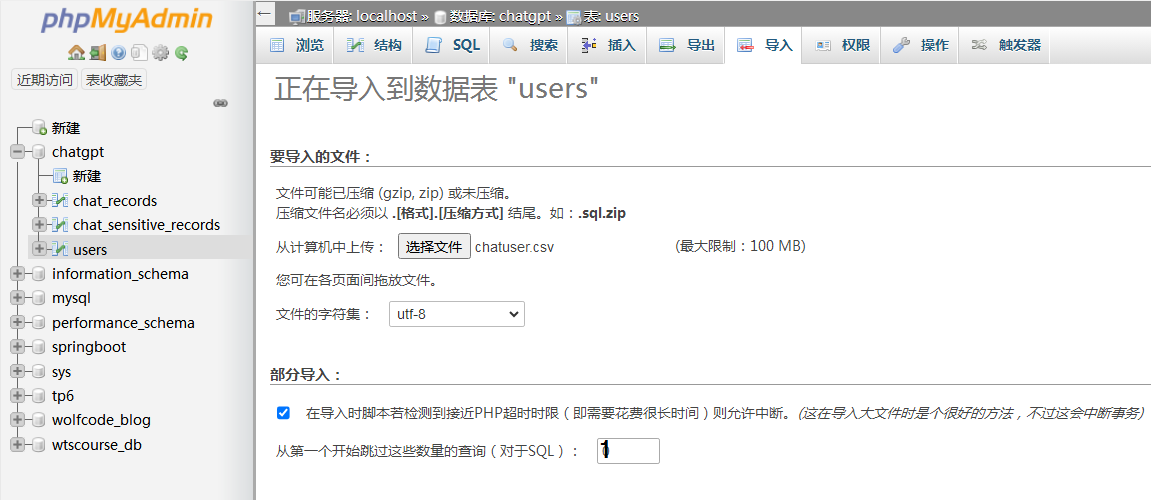 phpMyAdmin
近期访问 表收藏夹
新建
chatgpt
新建
chat_records
chat_sensitive_records
users
information_schema
mysql
performance_schema
springboot
sys
tp6
wolfcode_blog
wtscourse_db
服务器: localhost » 数据库: chatgpt » 表: users
浏览 结构 SQL 搜索 插入 导出 导入 权限 操作 触发器
正在导入到数据表 "users"
要导入的文件：
文件可能已压缩 (gzip, zip) 或未压缩。
压缩文件名必须以 .[格式].[压缩方式] 结尾。如：.sql.zip
从计算机中上传： 选择文件 chatuser.csv (最大限制：100 MB)
您可在各页面间拖放文件。
文件的字符集： utf-8
部分导入：
在导入时脚本若检测到接近PHP超时时限（即需要花费很长时间）则允许中断。(这在导入大文件时是个很好的方法，不过这会中断事务)
从第一个开始跳过这些数量的查询（对于SQL）： 1